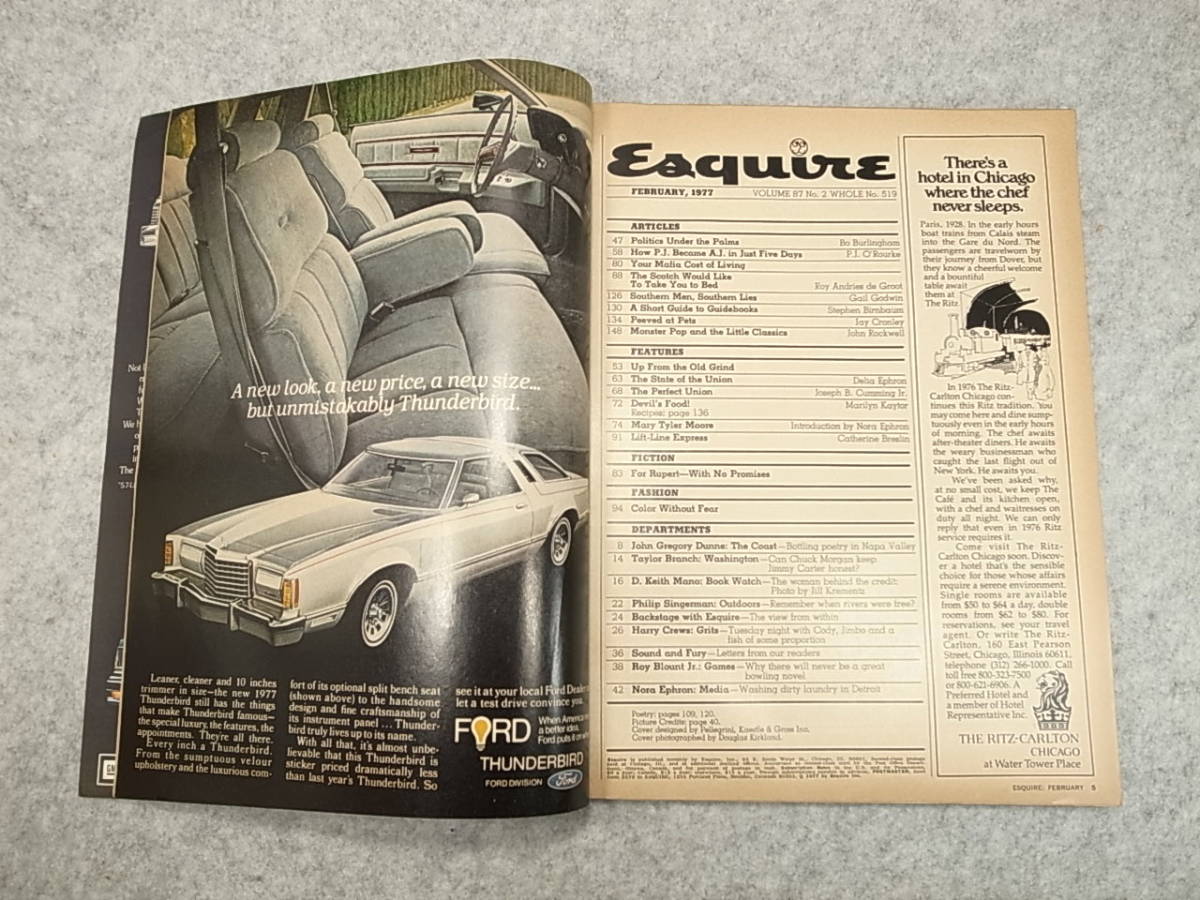 A new look, a new price, a new size...
but unmistakably Thunderbird.
Leaner, cleaner and 10 inches
trimmer in size—the new 1977
Thunderbird still has the things
that make Thunderbird famous—
the special luxury, the features, the
appointments. They're all there.
Every inch a Thunderbird.
From the sumptuous velour
upholstery and the luxurious com-
fort of its optional split bench seat
(shown above) to the handsome
design and fine craftsmanship of
its instrument panel ... Thunder-
bird truly lives up to its name.
With all that, it's almost unbe-
lievable that this Thunderbird is
sticker priced dramatically less
than last year's Thunderbird. So
see it at your local Ford Dealer
let a test drive convince you.
FORD
When America
a better idea
Ford puts it on
THUNDERBIRD
FORD DIVISION
Ford
Esquire
FEBRUARY, 1977 VOLUME 87 No. 2 WHOLE No. 519
ARTICLES
47 Politics Under the Palms Bo Burlingham
58 How P.J. Became A.J. in Just Five Days P.J. O'Rourke
80 Your Mafia Cost of Living
88 The Scotch Would Like
To Take You to Bed Roy Andries de Groot
126 Southern Men, Southern Lies Gail Godwin
130 A Short Guide to Guidebooks Stephen Birnbaum
134 Peeved at Pets Jay Cronley
148 Monster Pop and the Little Classics John Rockwell
FEATURES
53 Up From the Old Grind
63 The State of the Union Delia Ephron
68 The Perfect Union Joseph B. Cumming Jr.
72 Devil's Food! Marilyn Kaytor
Recipes: page 136
74 Mary Tyler Moore Introduction by Nora Ephron
91 Lift-Line Express Catherine Breslin
FICTION
83 For Rupert—With No Promises
FASHION
94 Color Without Fear
DEPARTMENTS
8 John Gregory Dunne: The Coast—Bottling poetry in Napa Valley
14 Taylor Branch: Washington—Can Chuck Morgan keep
Jimmy Carter honest?
16 D. Keith Mano: Book Watch—The woman behind the credit:
Photo by Jill Krementz
22 Philip Singerman: Outdoors—Remember when rivers were free?
24 Backstage with Esquire—The view from within
26 Harry Crews: Grits—Tuesday night with Cody, Jimbo and a
fish of some proportion
36 Sound and Fury—Letters from our readers
38 Roy Blount Jr.: Games—Why there will never be a great
bowling novel
42 Nora Ephron: Media—Washing dirty laundry in Detroit
Poetry: pages 109, 120.
Picture Credits: page 40.
Cover designed by Pellegrini, Kaestle & Gross Inc.
Cover photographed by Douglas Kirkland.
There's a
hotel in Chicago
where the chef
never sleeps.
Paris, 1928. In the early hours
boat trains from Calais steam
into the Gare du Nord. The
passengers are travelworn by
their journey from Dover, but
they know a cheerful welcome
and a bountiful
table await
them at
The Ritz.
In 1976 The Ritz-
Carlton Chicago con-
tinues this Ritz tradition. You
may come here and dine sump-
tuously even in the early hours
of morning. The chef awaits
after-theater diners. He awaits
the weary businessman who
caught the last flight out of
New York. He awaits you.
We've been asked why,
at no small cost, we keep The
Café and its kitchen open,
with a chef and waitresses on
duty all night. We can only
reply that even in 1976 Ritz
service requires it.
Come visit The Ritz-
Carlton Chicago soon. Discov-
er a hotel that's the sensible
choice for those whose affairs
require a serene environment.
Single rooms are available
from $50 to $64 a day, double
rooms from $62 to $80. For
reservations, see your travel
agent. Or write The Ritz-
Carlton, 160 East Pearson
Street, Chicago, Illinois 60611,
telephone (312) 266-1000. Call
toll free 800-323-7500
or 800-621-6906. A
Preferred Hotel and
a member of Hotel
Representative Inc.
THE RITZ-CARLTON
CHICAGO
at Water Tower Place
ESQUIRE: FEBRUARY 5